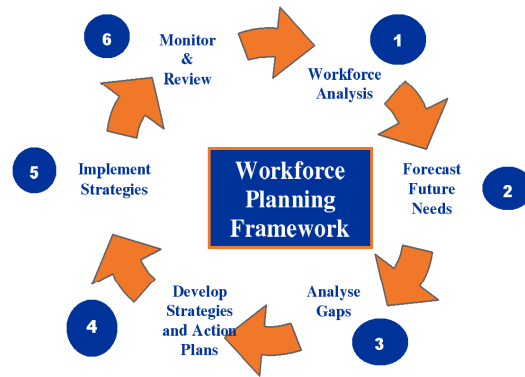 Workforce
Planning
Framework
1
Workforce
Analysis
2
Forecast
Future
Needs
3
Analyse
Gaps
4
Develop
Strategies
and Action
Plans
5
Implement
Strategies
6
Monitor
&
Review